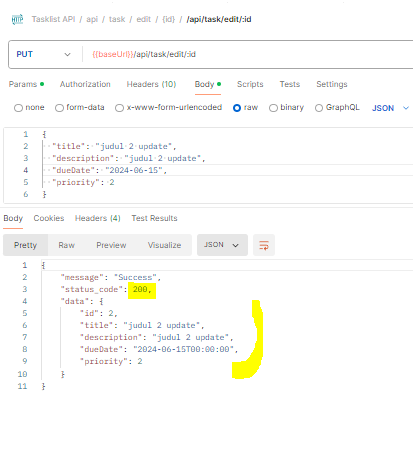 Tasklist API / api / task / edit / {id} / /api/task/edit/:id
PUT {{baseUrl}}/api/task/edit/:id
Params Authorization Headers (10) Body Scripts Tests Settings
none form-data x-www-form-urlencoded raw binary GraphQL JSON
1 {
2 "title": "judul 2 update",
3 "description": "judul 2 update",
4 "dueDate": "2024-06-15",
5 "priority": 2
6 }
Body Cookies Headers (4) Test Results
Pretty Raw Preview Visualize JSON
1 {
2 "message": "Success",
3 "status_code": 200,
4 "data": {
5 "id": 2,
6 "title": "judul 2 update",
7 "description": "judul 2 update",
8 "dueDate": "2024-06-15T00:00:00",
9 "priority": 2
10 }
11 }